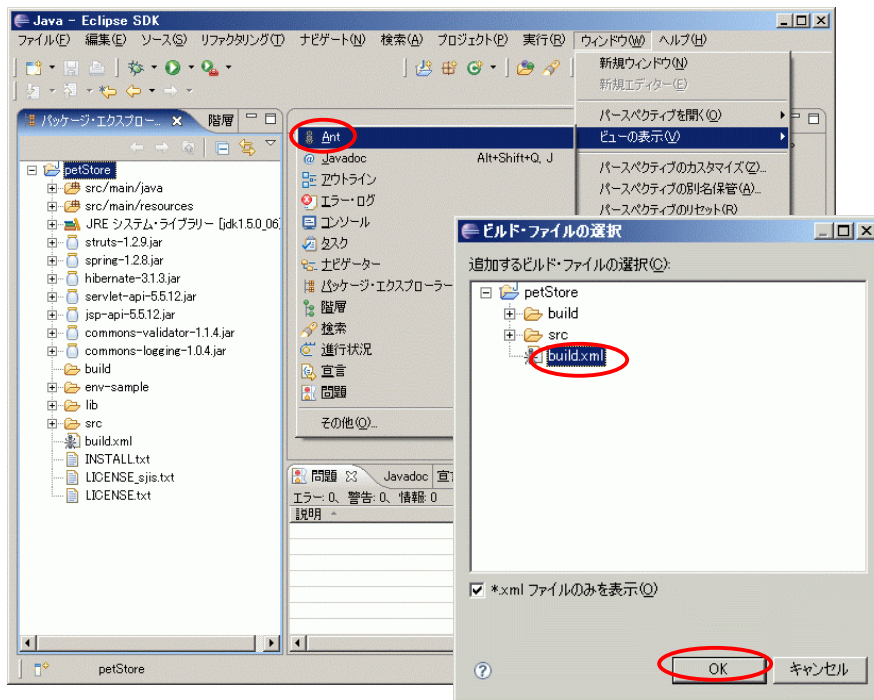 Java - Eclipse SDK
ファイル(F) 編集(E) ソース(S) リファクタリング(T) ナビゲート(N) 検索(A) プロジェクト(P) 実行(R) ウィンドウ(W) ヘルプ(H)
新規ウィンドウ(N)
新規エディター(E)
パースペクティブを開く(O)
ビューの表示(V)
パースペクティブのカスタマイズ(Z)...
パースペクティブの別名保管(A)...
パースペクティブのリセット(R)
パッケージ・エクスプロー... 階層
petStore
src/main/java
src/main/resources
JRE システム・ライブラリー [jdk1.5.0_06]
struts-1.2.9.jar
spring-1.2.8.jar
hibernate-3.1.3.jar
servlet-api-5.5.12.jar
jsp-api-5.5.12.jar
commons-validator-1.1.4.jar
commons-logging-1.0.4.jar
build
env-sample
lib
src
build.xml
INSTALL.txt
LICENSE_sjis.txt
LICENSE.txt
Ant
Javadoc Alt+Shift+Q, J
アウトライン
エラー・ログ
コンソール
タスク
ナビゲーター
パッケージ・エクスプローラー
階層
検索
進行状況
宣言
問題
その他(O)...
問題 Javadoc 宣
エラー: 0、警告: 0、情報: 0
説明
petStore
ビルド・ファイルの選択
追加するビルド・ファイルの選択(C):
petStore
build
src
build.xml
*.xml ファイルのみを表示(O)
OK キャンセル